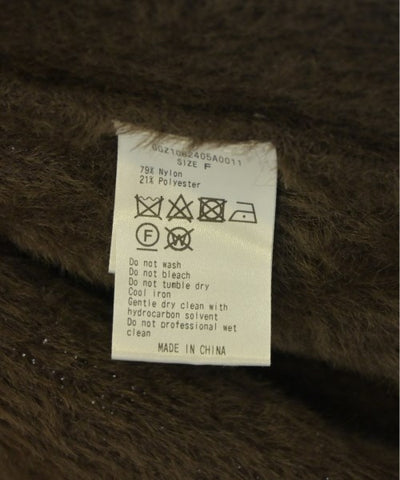 SIZE F
79% Nylon
21% Polyester
F
W
Do not wash
Do not bleach
Do not tumble dry
Cool iron
Gentle dry clean with
hydrocarbon solvent
Do not professional wet
clean
MADE IN CHINA